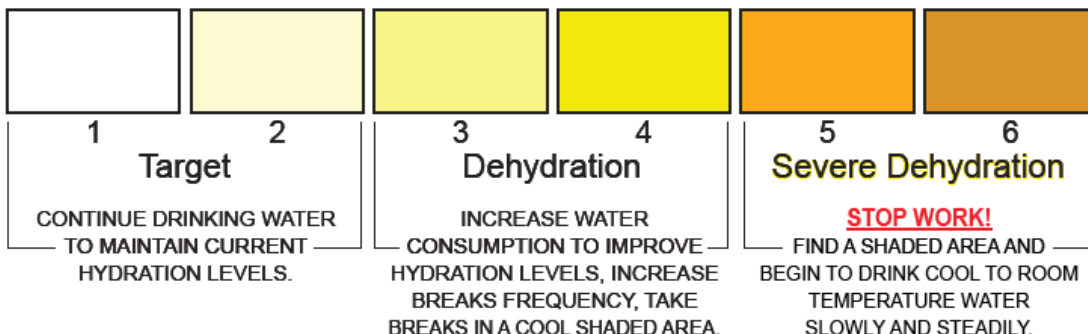 1
2
3
4
5
6
Target
Dehydration
Severe Dehydration
CONTINUE DRINKING WATER
TO MAINTAIN CURRENT
HYDRATION LEVELS.
INCREASE WATER
CONSUMPTION TO IMPROVE
HYDRATION LEVELS, INCREASE
BREAKS FREQUENCY, TAKE
BREAKS IN A COOL SHADED AREA.
STOP WORK!
FIND A SHADED AREA AND
BEGIN TO DRINK COOL TO ROOM
TEMPERATURE WATER
SLOWLY AND STEADILY.